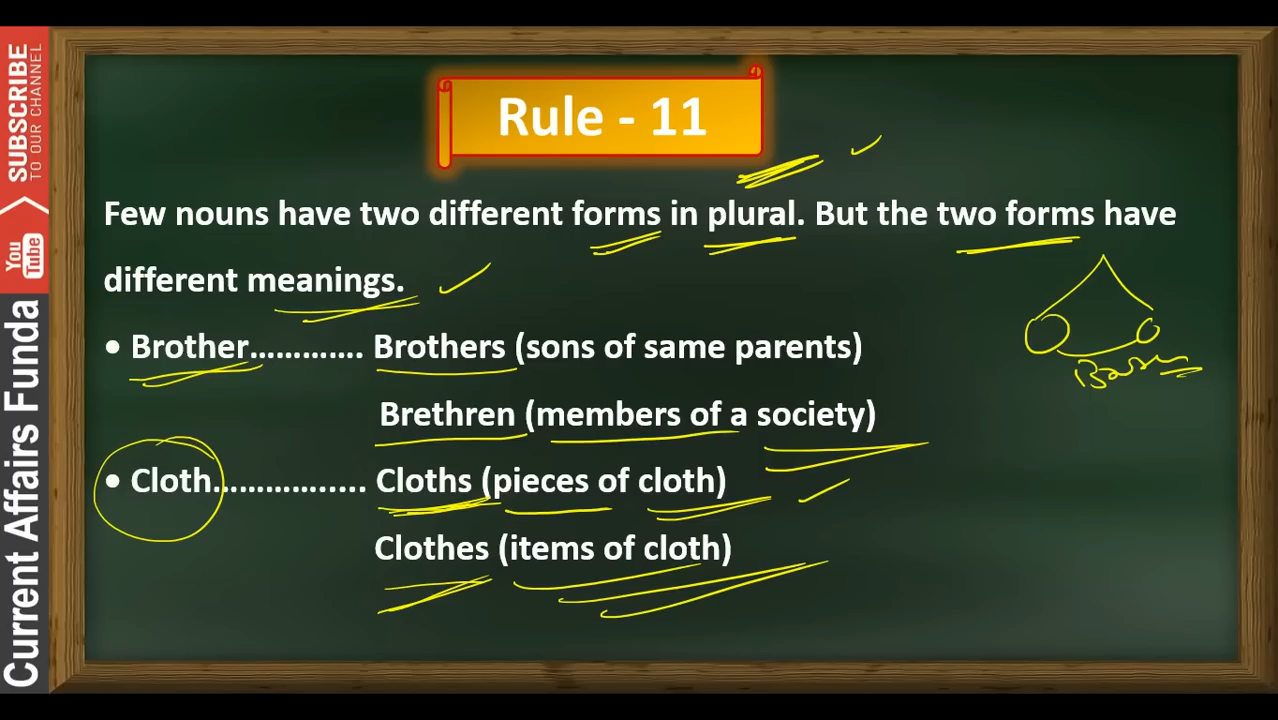 SUBSCRIBE
TO OUR CHANNEL
You Tube
Current Affairs Funda
Rule - 11
Few nouns have two different forms in plural. But the two forms have
different meanings.
• Brother............. Brothers (sons of same parents)
Brethren (members of a society)
• Cloth................. Cloths (pieces of cloth)
Clothes (items of cloth)